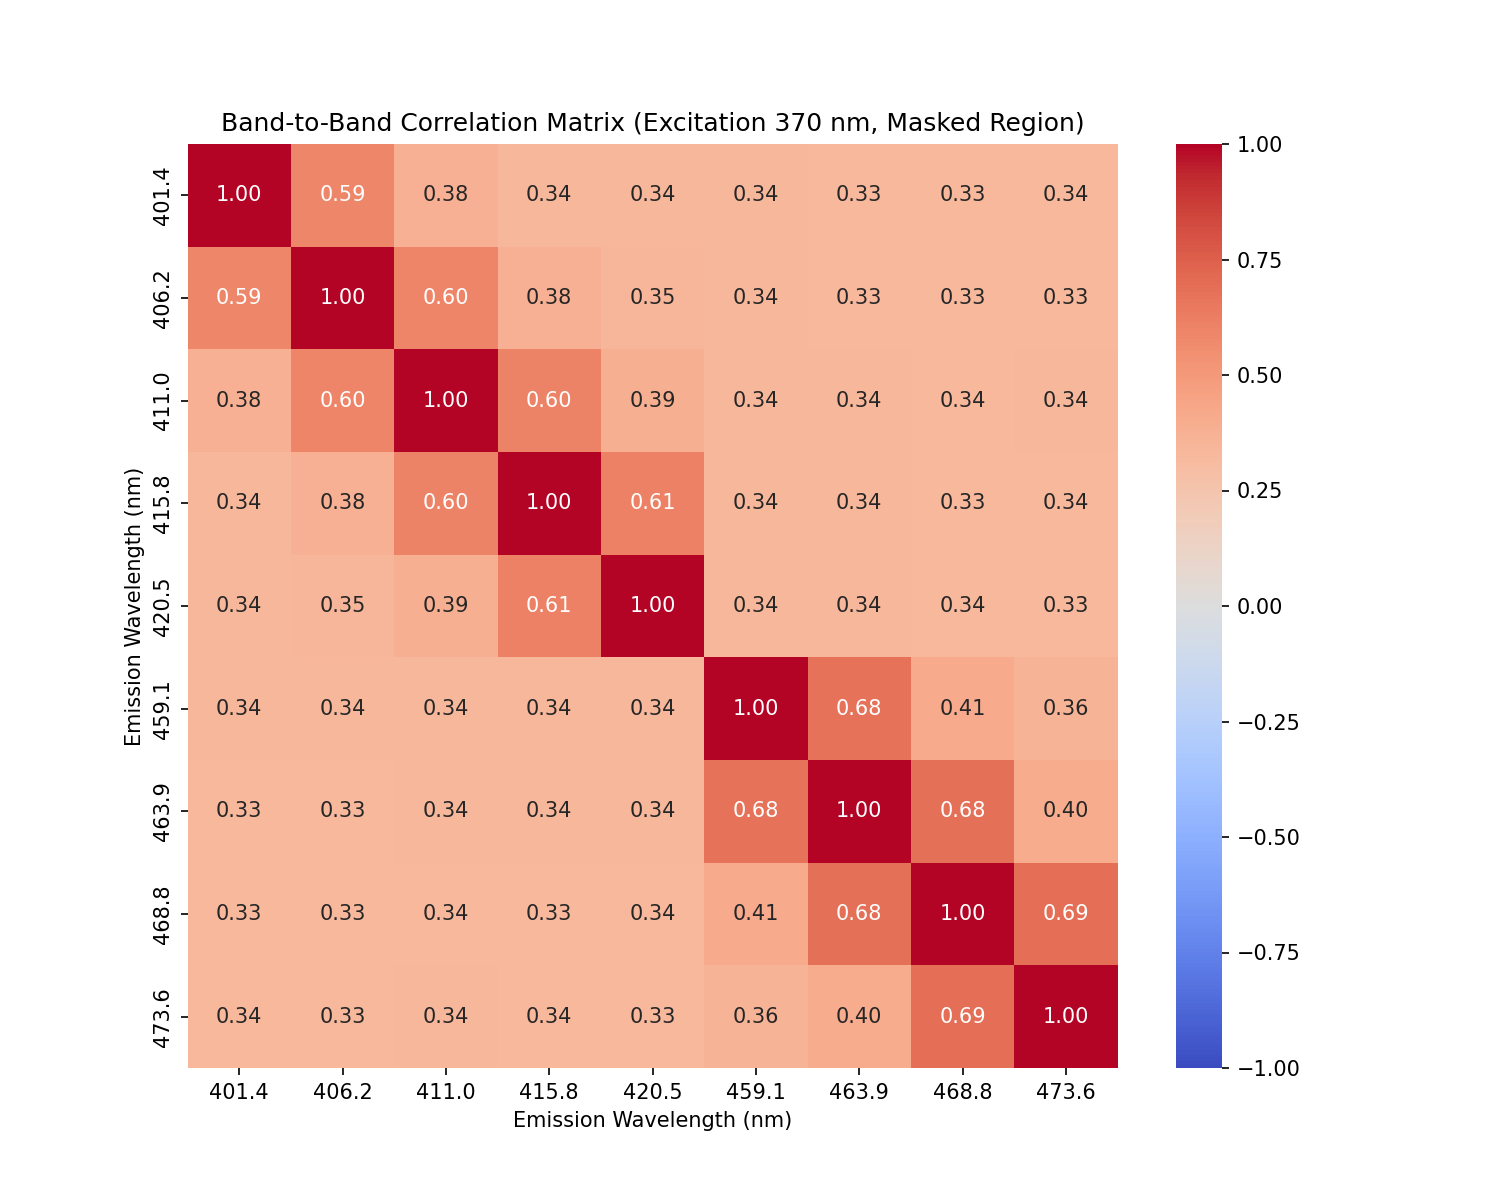 Band-to-Band Correlation Matrix (Excitation 370 nm, Masked Region)
401.4 1.00 0.59 0.38 0.34 0.34 0.34 0.33 0.33 0.34
406.2 0.59 1.00 0.60 0.38 0.35 0.34 0.33 0.33 0.33
411.0 0.38 0.60 1.00 0.60 0.39 0.34 0.34 0.34 0.34
415.8 0.34 0.38 0.60 1.00 0.61 0.34 0.34 0.33 0.34
420.5 0.34 0.35 0.39 0.61 1.00 0.34 0.34 0.34 0.33
459.1 0.34 0.34 0.34 0.34 0.34 1.00 0.68 0.41 0.36
463.9 0.33 0.33 0.34 0.34 0.34 0.68 1.00 0.68 0.40
468.8 0.33 0.33 0.34 0.33 0.34 0.41 0.68 1.00 0.69
473.6 0.34 0.33 0.34 0.34 0.33 0.36 0.40 0.69 1.00
401.4 406.2 411.0 415.8 420.5 459.1 463.9 468.8 473.6
Emission Wavelength (nm)
Emission Wavelength (nm)
1.00
0.75
0.50
0.25
0.00
−0.25
−0.50
−0.75
−1.00